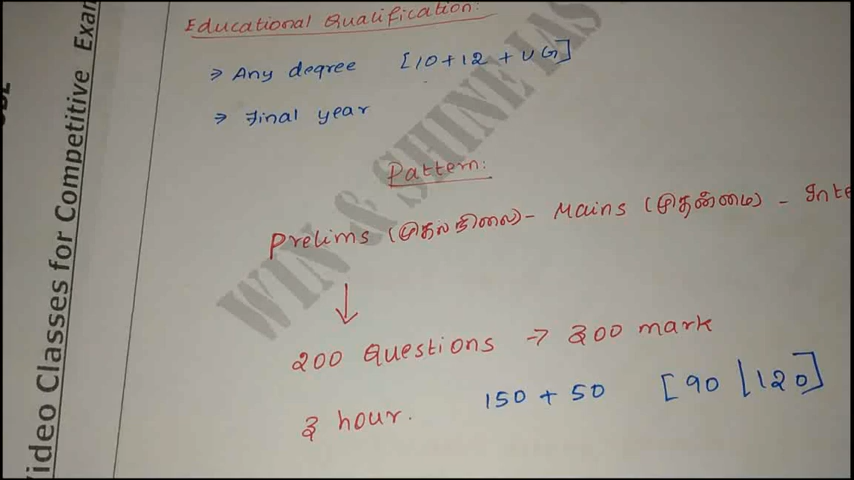 Educational Qualification:
⇒ Any degree [10+12 + UG]
⇒ Final year
Pattern:
Prelims (முதல்நிலை) - Mains (முதன்மை) - Inte
200 Questions → 300 mark
3 hour. 150 + 50 [90 | 120]
WIN & SHINE IAS
Video Classes for Competitive Exam